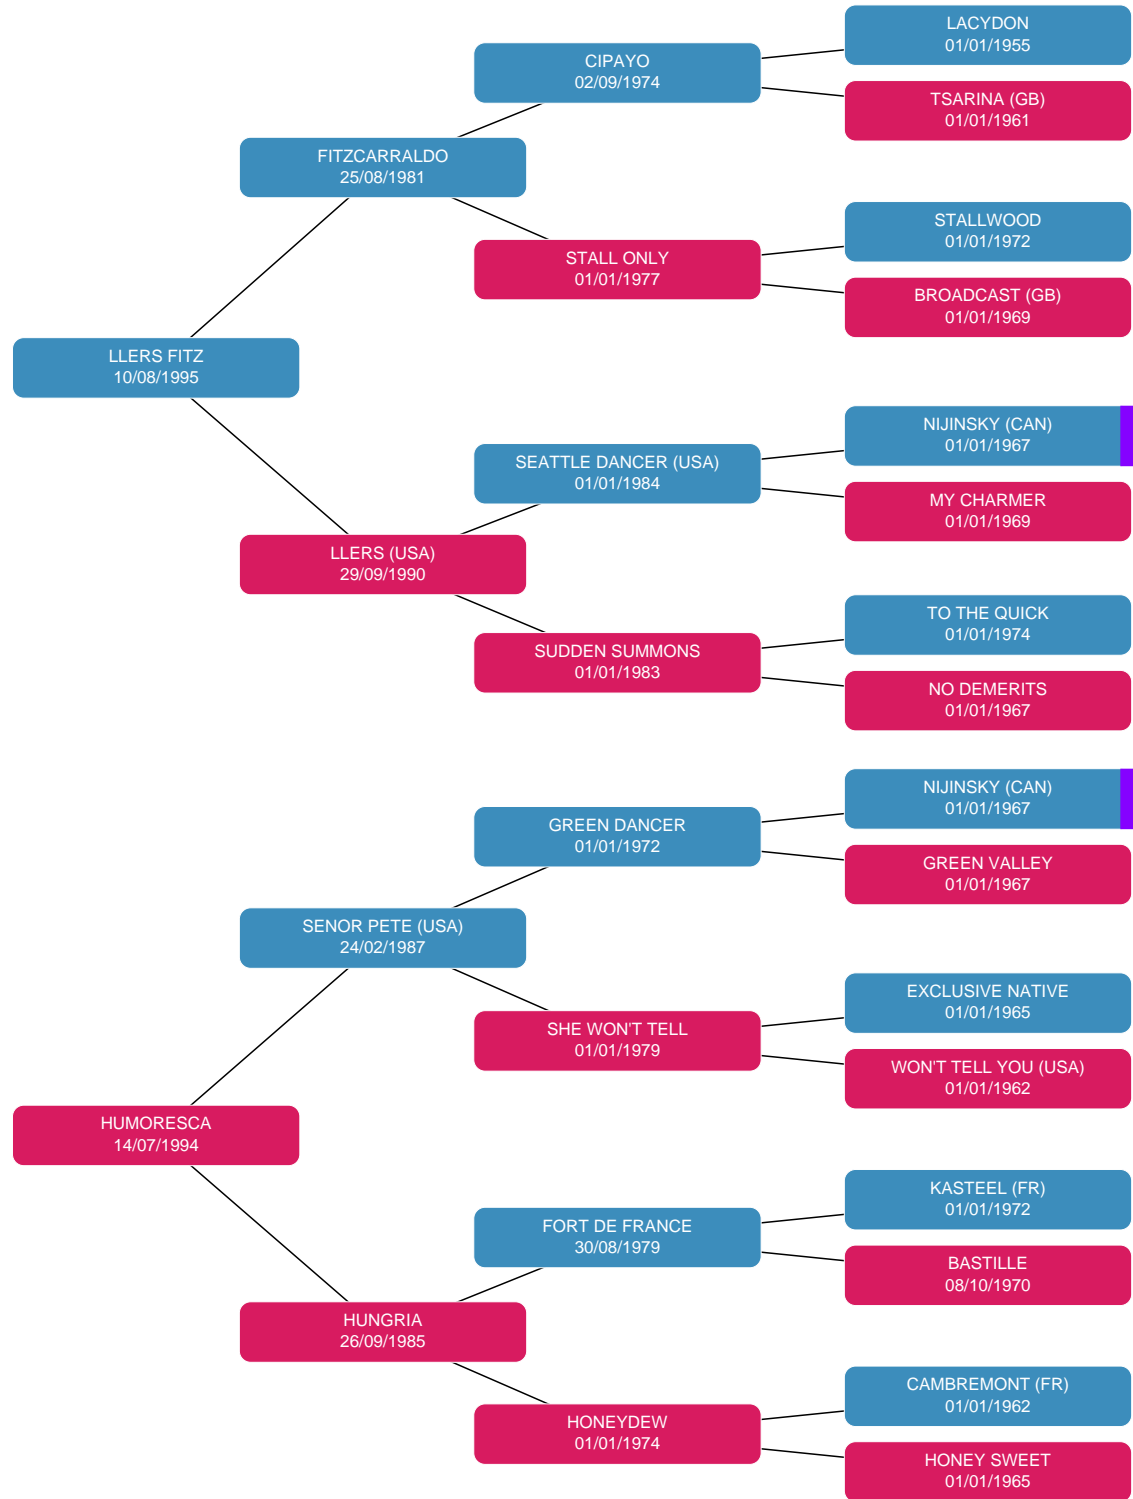 LACYDON
01/01/1955
CIPAYO
02/09/1974
TSARINA (GB)
01/01/1961
FITZCARRALDO
25/08/1981
STALLWOOD
01/01/1972
STALL ONLY
01/01/1977
BROADCAST (GB)
01/01/1969
LLERS FITZ
10/08/1995
NIJINSKY (CAN)
01/01/1967
SEATTLE DANCER (USA)
01/01/1984
MY CHARMER
01/01/1969
LLERS (USA)
29/09/1990
TO THE QUICK
01/01/1974
SUDDEN SUMMONS
01/01/1983
NO DEMERITS
01/01/1967
NIJINSKY (CAN)
01/01/1967
GREEN DANCER
01/01/1972
GREEN VALLEY
01/01/1967
SENOR PETE (USA)
24/02/1987
EXCLUSIVE NATIVE
01/01/1965
SHE WON'T TELL
01/01/1979
WON'T TELL YOU (USA)
01/01/1962
HUMORESCA
14/07/1994
KASTEEL (FR)
01/01/1972
FORT DE FRANCE
30/08/1979
BASTILLE
08/10/1970
HUNGRIA
26/09/1985
CAMBREMONT (FR)
01/01/1962
HONEYDEW
01/01/1974
HONEY SWEET
01/01/1965